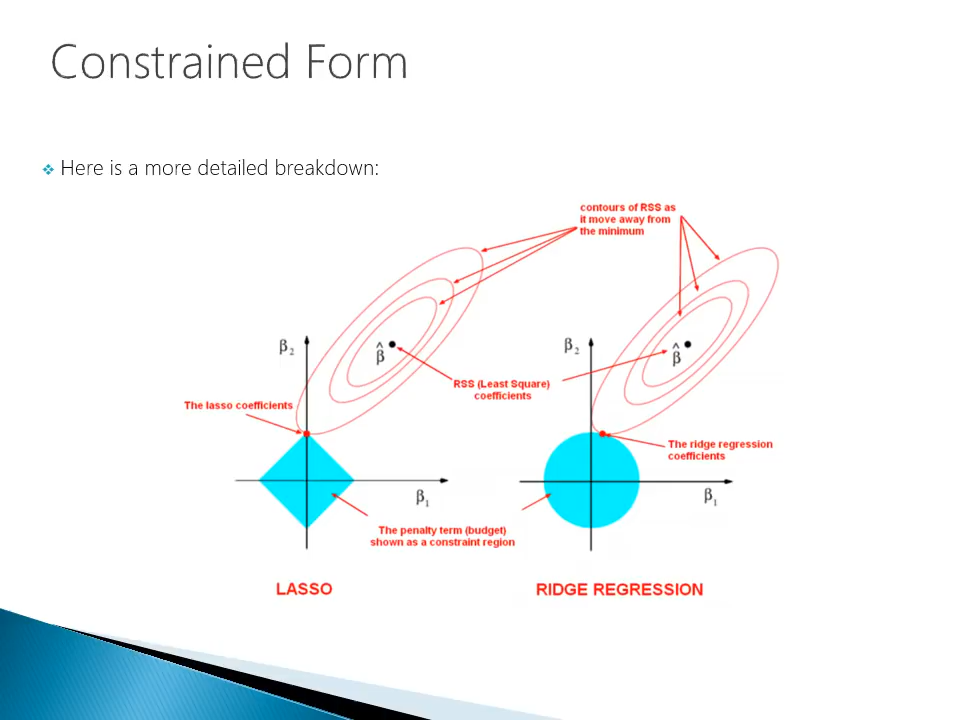 Constrained Form
❖ Here is a more detailed breakdown:
contours of RSS as
it move away from
the minimum
β2
β̂
β2
β̂
RSS (Least Square)
coefficients
The lasso coefficients
The ridge regression
coefficients
β1
β1
The penalty term (budget)
shown as a constraint region
LASSO
RIDGE REGRESSION